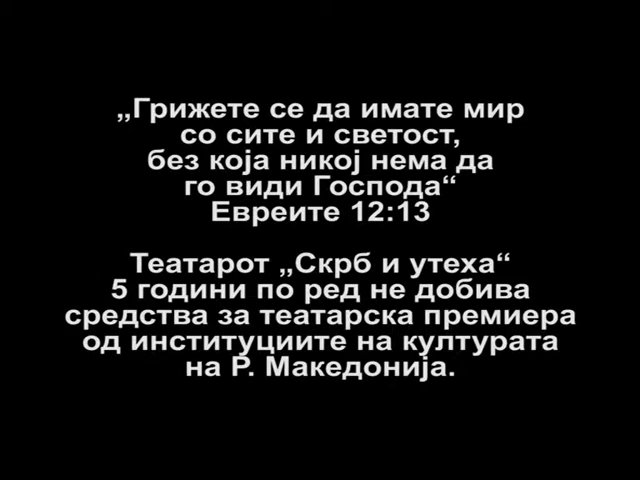 „Грижете се да имате мир
со сите и светост,
без која никој нема да
го види Господа“
Евреите 12:13
Театарот „Скрб и утеха“
5 години по ред не добива
средства за театарска премиера
од институциите на културата
на Р. Македонија.